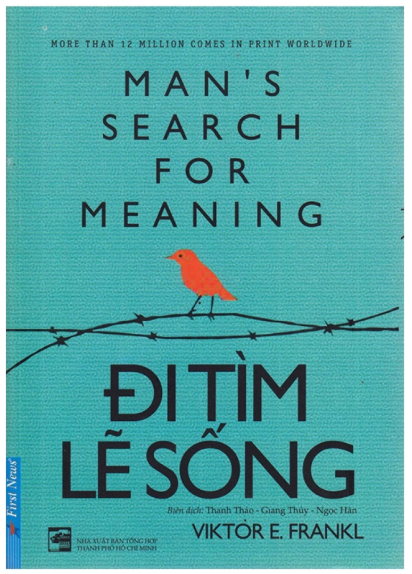 MORE THAN 12 MILLION COMES IN PRINT WORLDWIDE
MAN'S
SEARCH
FOR
MEANING
ĐI TÌM
LẼ SỐNG
Biên dịch: Thanh Thảo - Giang Thủy - Ngọc Hân
VIKTOR E. FRANKL
First News
NHÀ XUẤT BẢN TỔNG HỢP
THÀNH PHỐ HỒ CHÍ MINH